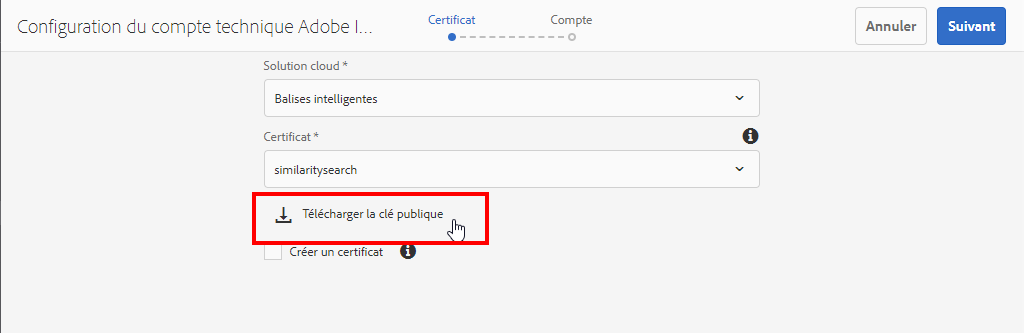 Configuration du compte technique Adobe I...
Certificat
Compte
Annuler
Suivant
Solution cloud *
Balises intelligentes
Certificat *
similaritysearch
Télécharger la clé publique
Créer un certificat